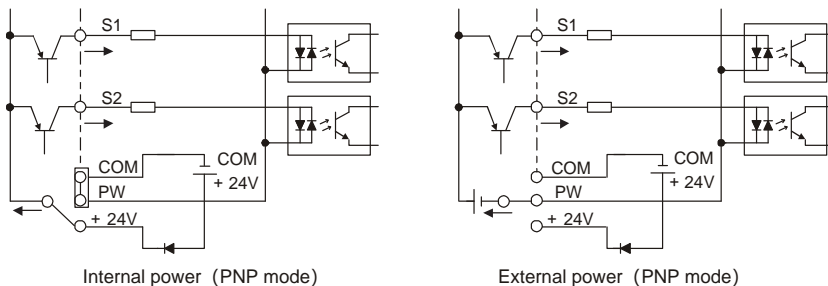 S1
S2
COM
COM
PW
+ 24V
+ 24V
Internal power (PNP mode)
S1
S2
COM
COM
PW
+ 24V
+ 24V
External power (PNP mode)